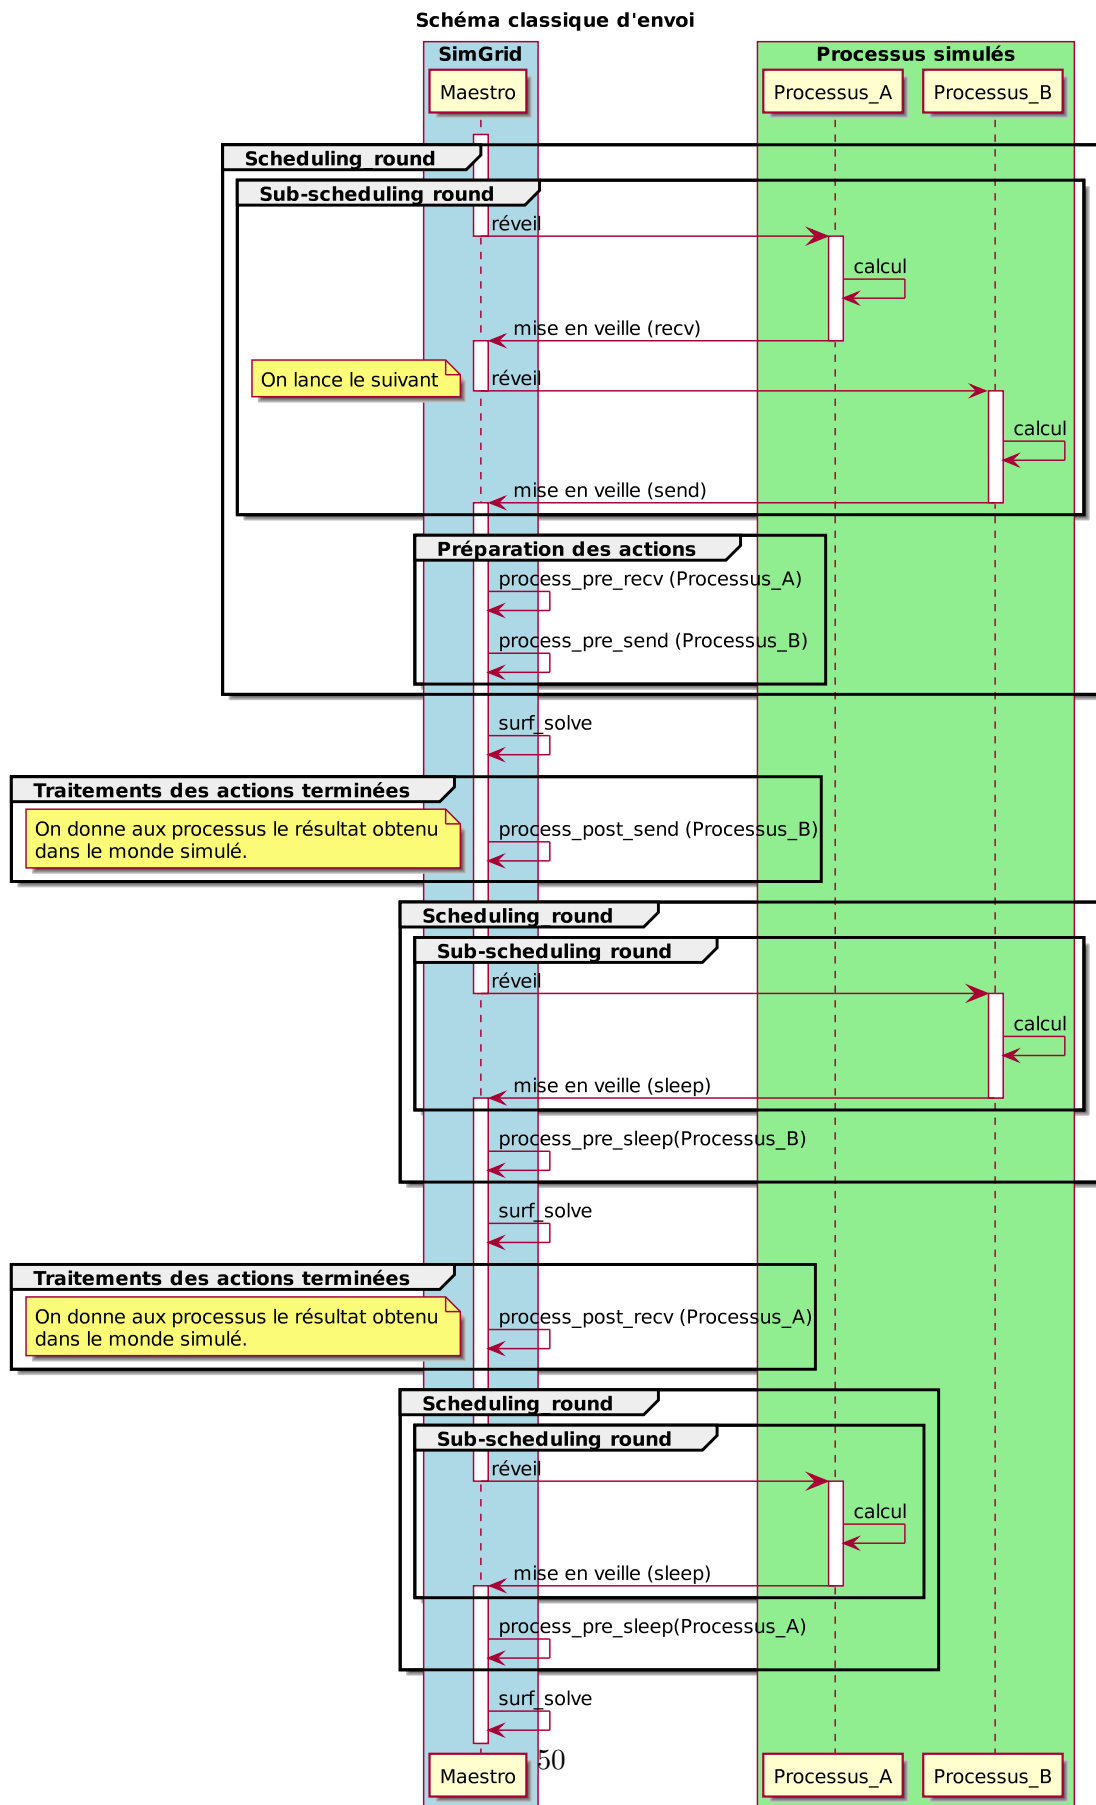 Schéma classique d'envoi
SimGrid
Processus simulés
Maestro
Processus_A
Processus_B
Scheduling_round
Sub-scheduling round
réveil
calcul
mise en veille (recv)
On lance le suivant
réveil
calcul
mise en veille (send)
Préparation des actions
process_pre_recv (Processus_A)
process_pre_send (Processus_B)
surf_solve
Traitements des actions terminées
On donne aux processus le résultat obtenu
dans le monde simulé.
process_post_send (Processus_B)
Scheduling_round
Sub-scheduling round
réveil
calcul
mise en veille (sleep)
process_pre_sleep(Processus_B)
surf_solve
Traitements des actions terminées
On donne aux processus le résultat obtenu
dans le monde simulé.
process_post_recv (Processus_A)
Scheduling_round
Sub-scheduling round
réveil
calcul
mise en veille (sleep)
process_pre_sleep(Processus_A)
surf_solve
50
Maestro
Processus_A
Processus_B